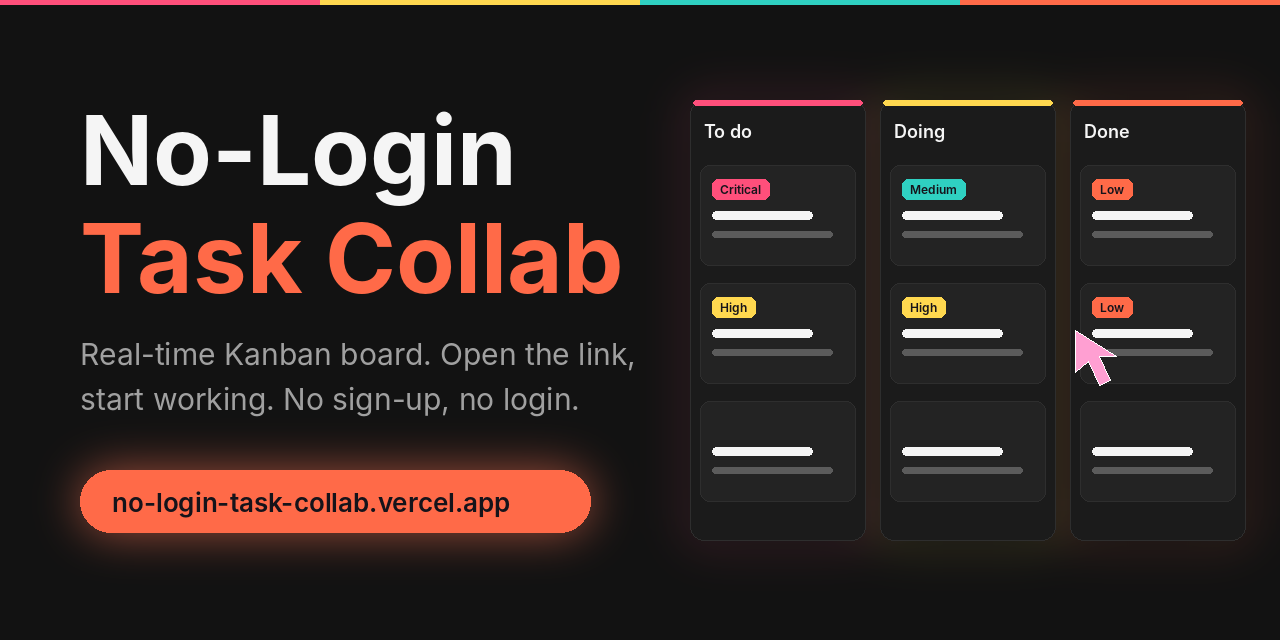 No-Login
Task Collab
Real-time Kanban board. Open the link,
start working. No sign-up, no login.
no-login-task-collab.vercel.app
To do
Critical
High
Doing
Medium
High
Done
Low
Low